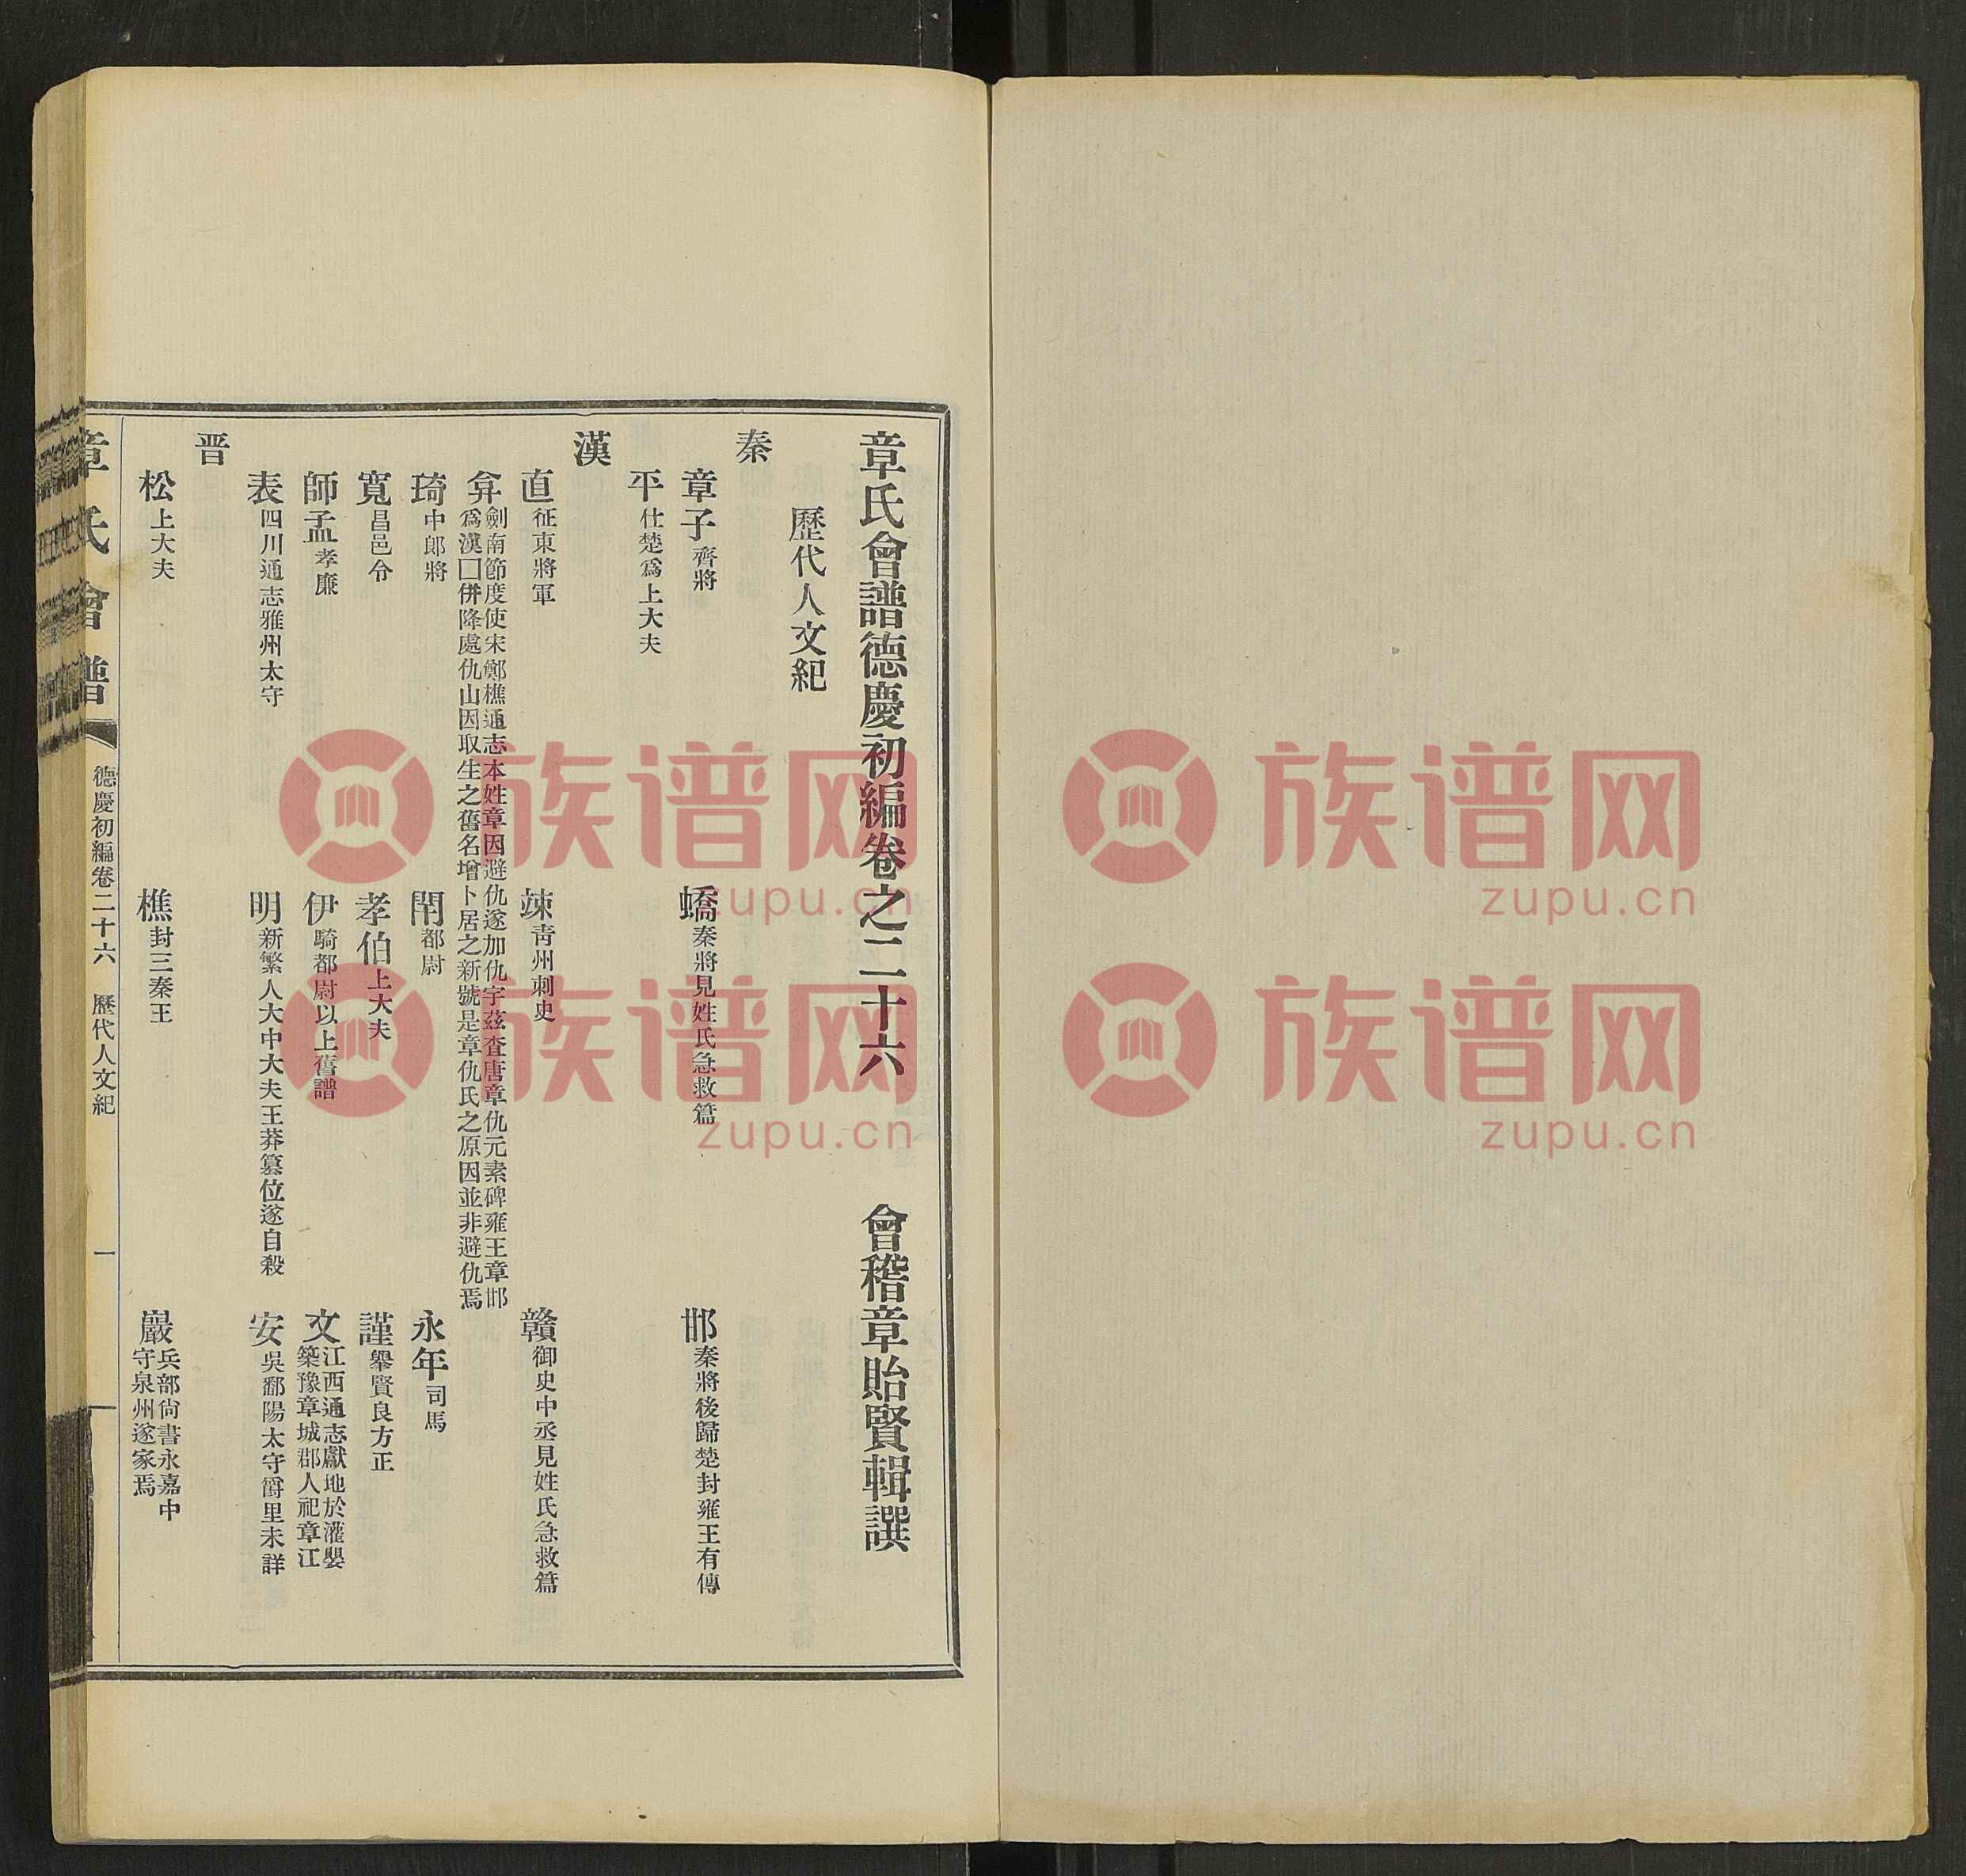 章氏會譜德慶初編卷之二十六　會稽章貽賢輯譔
歷代人文紀
秦
章子 齊將　蟜 秦將見姓氏急救篇　邯 秦將後歸楚封雍王有傳
平 仕楚爲上大夫
漢
直 征東將軍　竦 青州刺史　贛 御史中丞見姓氏急救篇
弇 劍南節度使宋鄭樵通志本姓章因避仇遂加仇字茲查唐章仇元素碑雍王章邯
爲漢囗併降處仇山因取生之舊名增卜居之新號是章仇氏之原因並非避仇焉
琦 中郞將　閈 都尉　永年 司馬
寬 昌邑令　孝伯 上大夫　謹 舉賢良方正
師孟 孝廉　伊 騎都尉以上舊譜　文 江西通志獻地於灌嬰
築豫章城郡人祀章江
表 四川通志雅州太守　明 新繁人大中大夫王莽篡位遂自殺　安 吳鄱陽太守爵里未詳
晋
松 上大夫　樵 封三秦王　巖 兵部尙書永嘉中
守泉州遂家焉
章氏會譜　德慶初編卷二十六　歷代人文紀　一
族谱网
zupu.cn
族谱网
zupu.cn
族谱网
zupu.cn
族谱网
zupu.cn